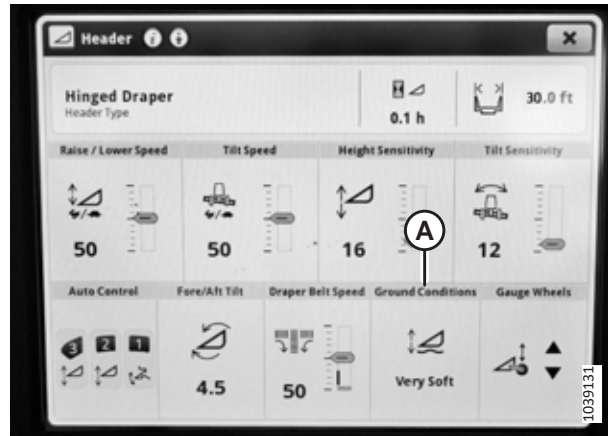 Header
Hinged Draper
Header Type
0.1 h
30.0 ft
Raise / Lower Speed
Tilt Speed
Height Sensitivity
Tilt Sensitivity
50
50
16
12
A
Auto Control
Fore/Aft Tilt
Draper Belt Speed
Ground Conditions
Gauge Wheels
3 2 1
4.5
50
Very Soft
1039131